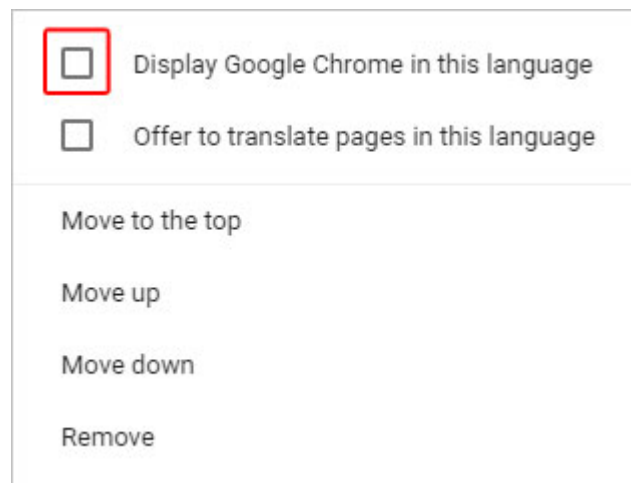 Display Google Chrome in this language
Offer to translate pages in this language
Move to the top
Move up
Move down
Remove